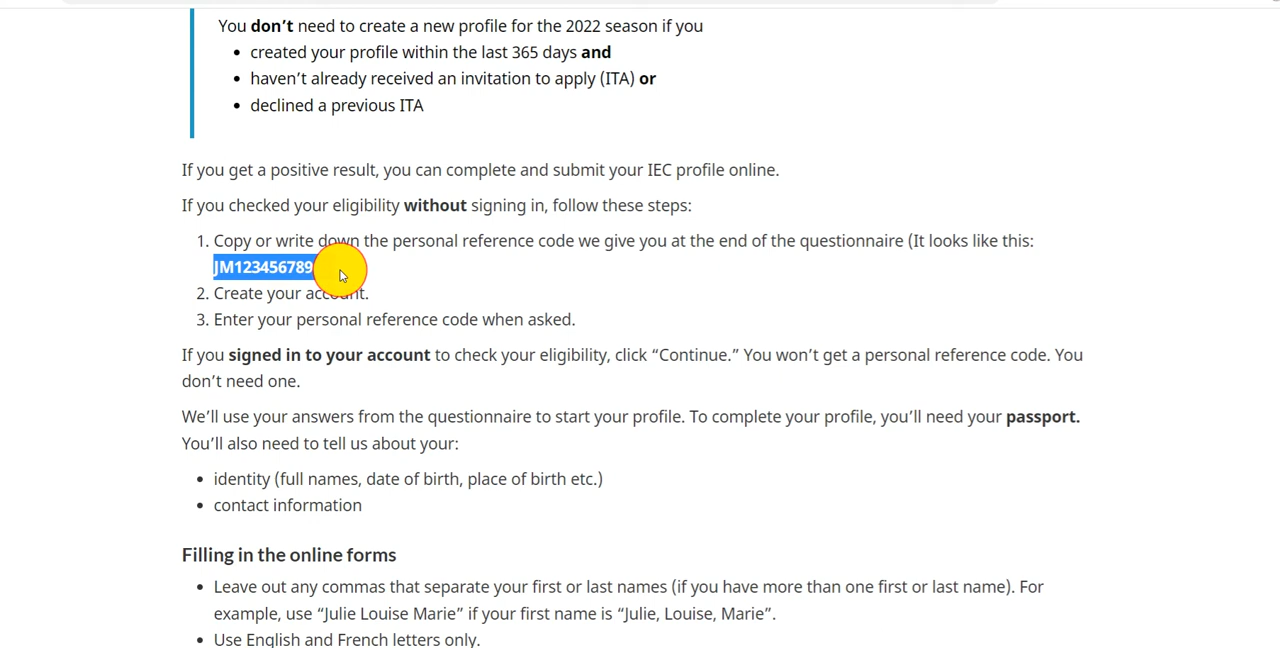 You don’t need to create a new profile for the 2022 season if you
• created your profile within the last 365 days and
• haven’t already received an invitation to apply (ITA) or
• declined a previous ITA
If you get a positive result, you can complete and submit your IEC profile online.
If you checked your eligibility without signing in, follow these steps:
1. Copy or write down the personal reference code we give you at the end of the questionnaire (It looks like this:
JM123456789
2. Create your account.
3. Enter your personal reference code when asked.
If you signed in to your account to check your eligibility, click “Continue.” You won’t get a personal reference code. You
don’t need one.
We’ll use your answers from the questionnaire to start your profile. To complete your profile, you’ll need your passport.
You’ll also need to tell us about your:
• identity (full names, date of birth, place of birth etc.)
• contact information
Filling in the online forms
• Leave out any commas that separate your first or last names (if you have more than one first or last name). For
example, use “Julie Louise Marie” if your first name is “Julie, Louise, Marie”.
• Use English and French letters only.